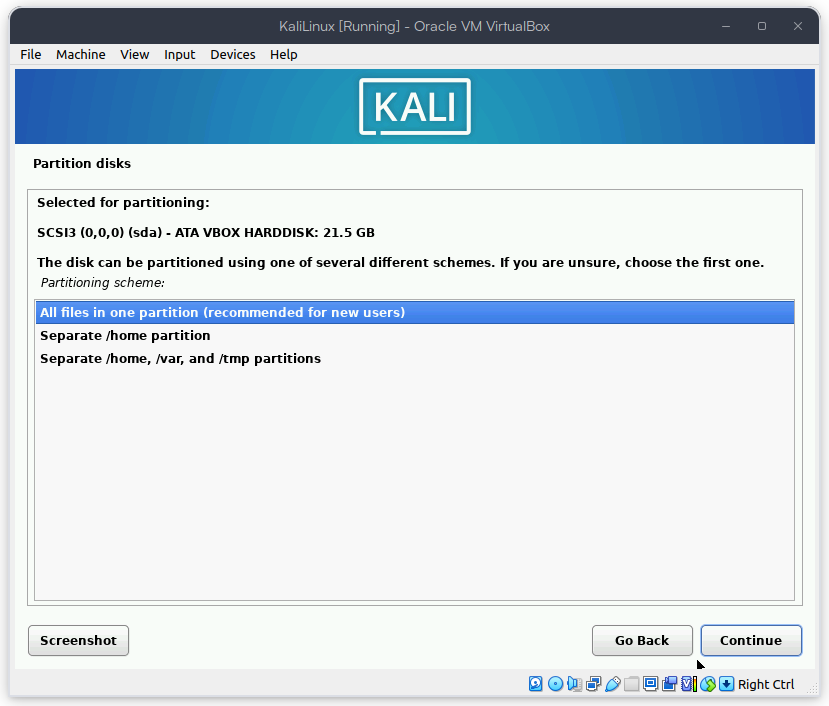 KaliLinux [Running] - Oracle VM VirtualBox
File Machine View Input Devices Help
KALI
Partition disks
Selected for partitioning:
SCSI3 (0,0,0) (sda) - ATA VBOX HARDDISK: 21.5 GB
The disk can be partitioned using one of several different schemes. If you are unsure, choose the first one.
Partitioning scheme:
All files in one partition (recommended for new users)
Separate /home partition
Separate /home, /var, and /tmp partitions
Screenshot Go Back Continue
Right Ctrl